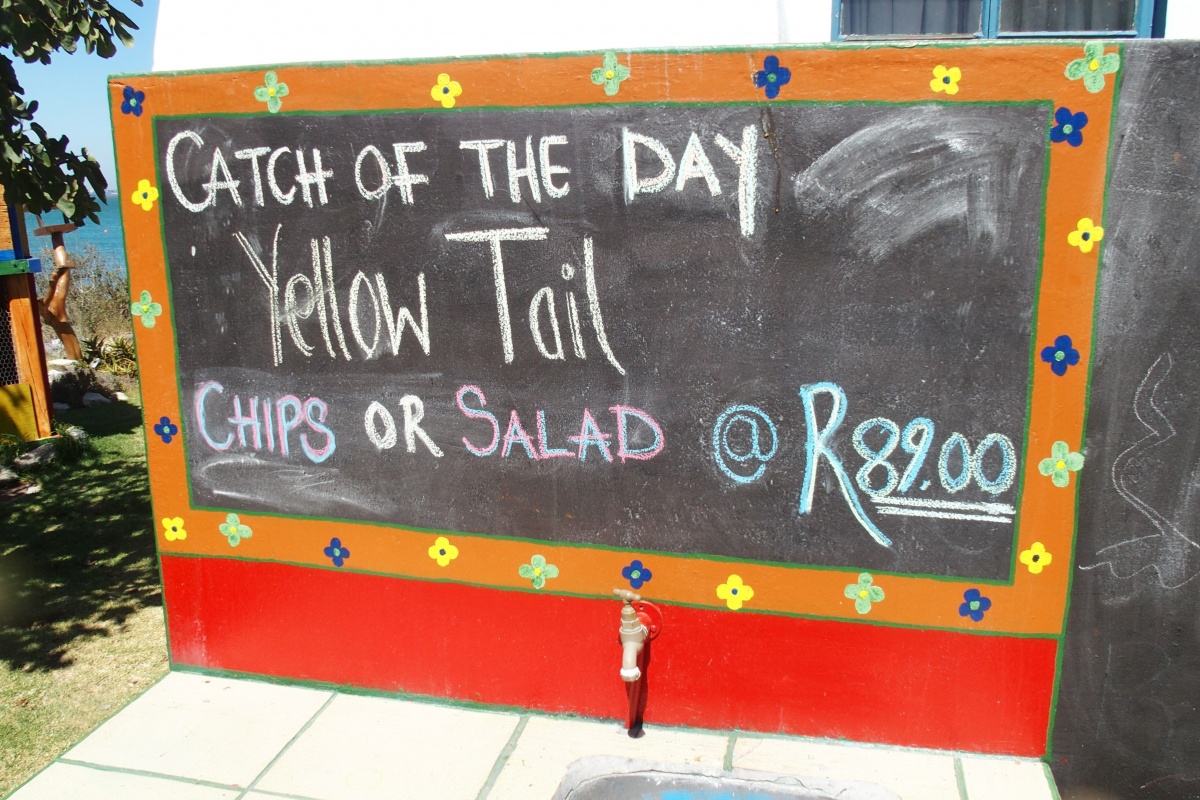 CATCH OF THE DAY
Yellow Tail
CHIPS OR SALAD @ R89.00